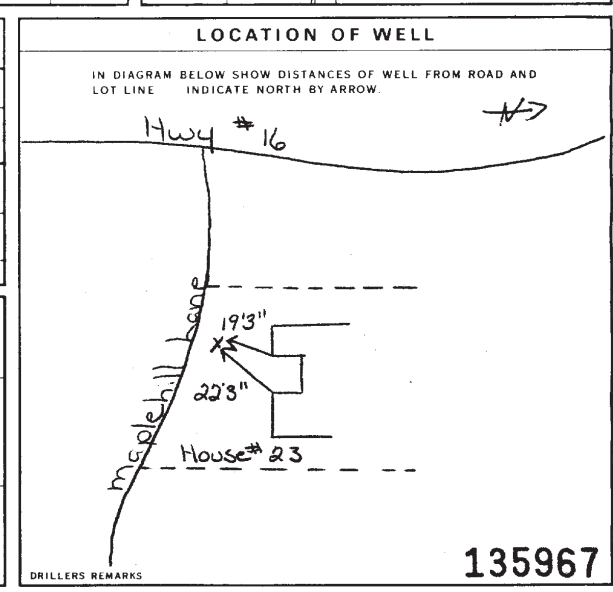 LOCATION OF WELL
IN DIAGRAM BELOW SHOW DISTANCES OF WELL FROM ROAD AND
LOT LINE INDICATE NORTH BY ARROW.
N
Hwy # 16
maplehill Lane
19'3"
X
22'3"
House# 23
DRILLERS REMARKS
135967